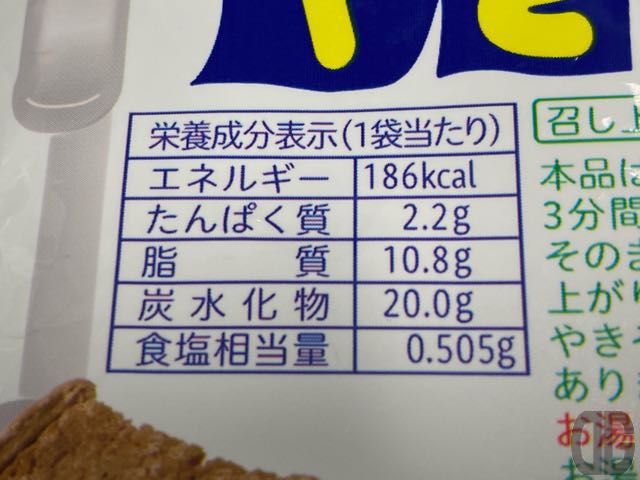 栄養成分表示(1袋当たり)
エネルギー 186kcal
たんぱく質 2.2g
脂質 10.8g
炭水化物 20.0g
食塩相当量 0.505g
召し上
本品は
3分間
その
上がり
やきそ
あり
お湯
お湯